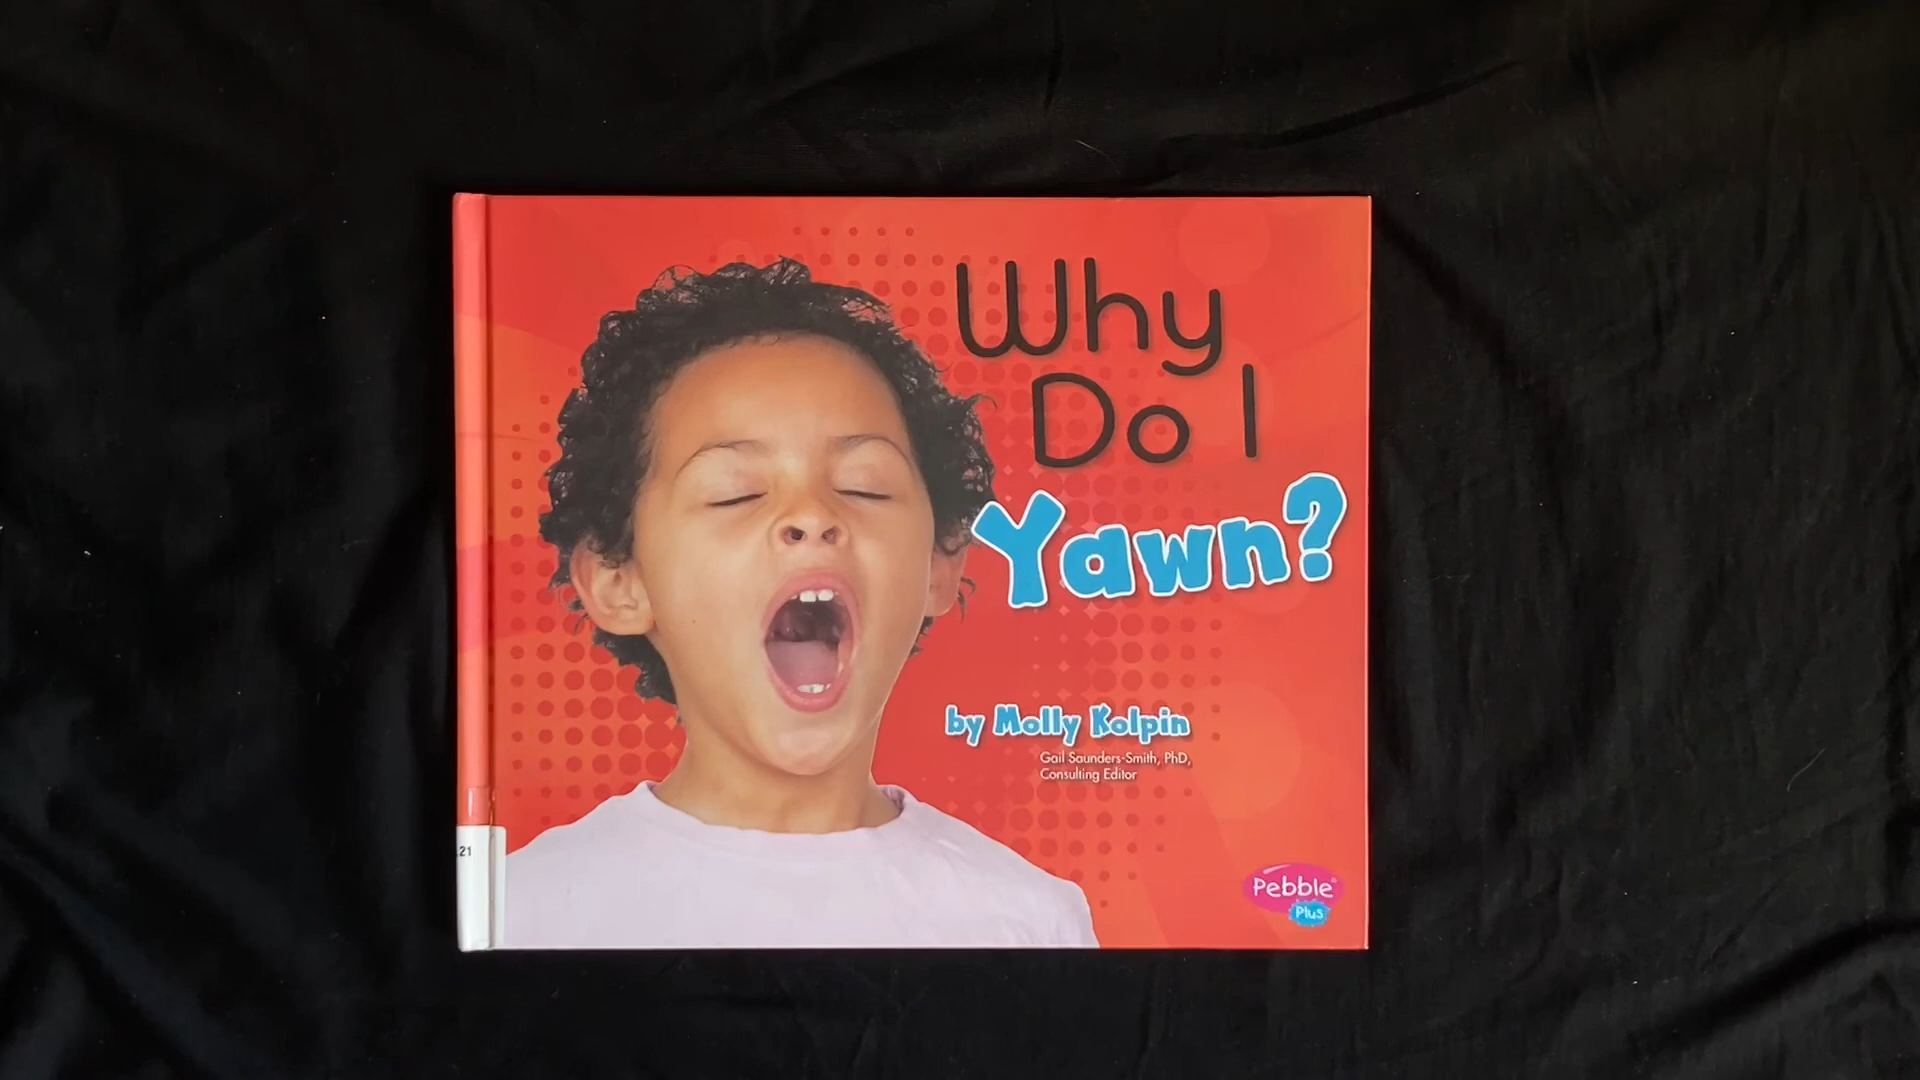 Why
Do I
Yawn?
by Molly Kolpin
Gail Saunders-Smith, PhD,
Consulting Editor
.21
Pebble
Plus